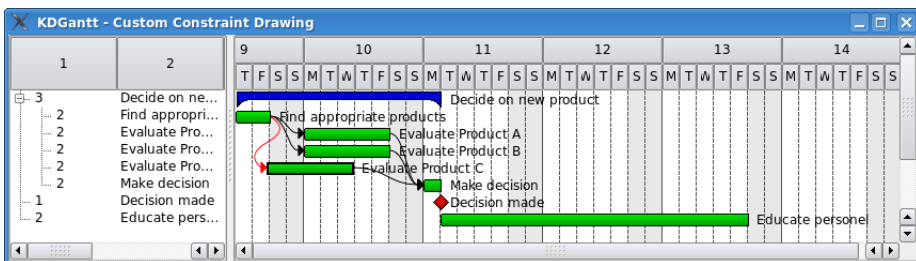 KDGantt - Custom Constraint Drawing
1 2 9 10 11 12 13 14
T F S S M T W T F S S M T W T F S S M T W T F S S M T W T F S S M T W T F S S
3 Decide on ne... Decide on new product
2 Find appropri... Find appropriate products
2 Evaluate Pro... Evaluate Product A
2 Evaluate Pro... Evaluate Product B
2 Evaluate Pro... Evaluate Product C
2 Make decision Make decision
1 Decision made Decision made
2 Educate pers... Educate personel